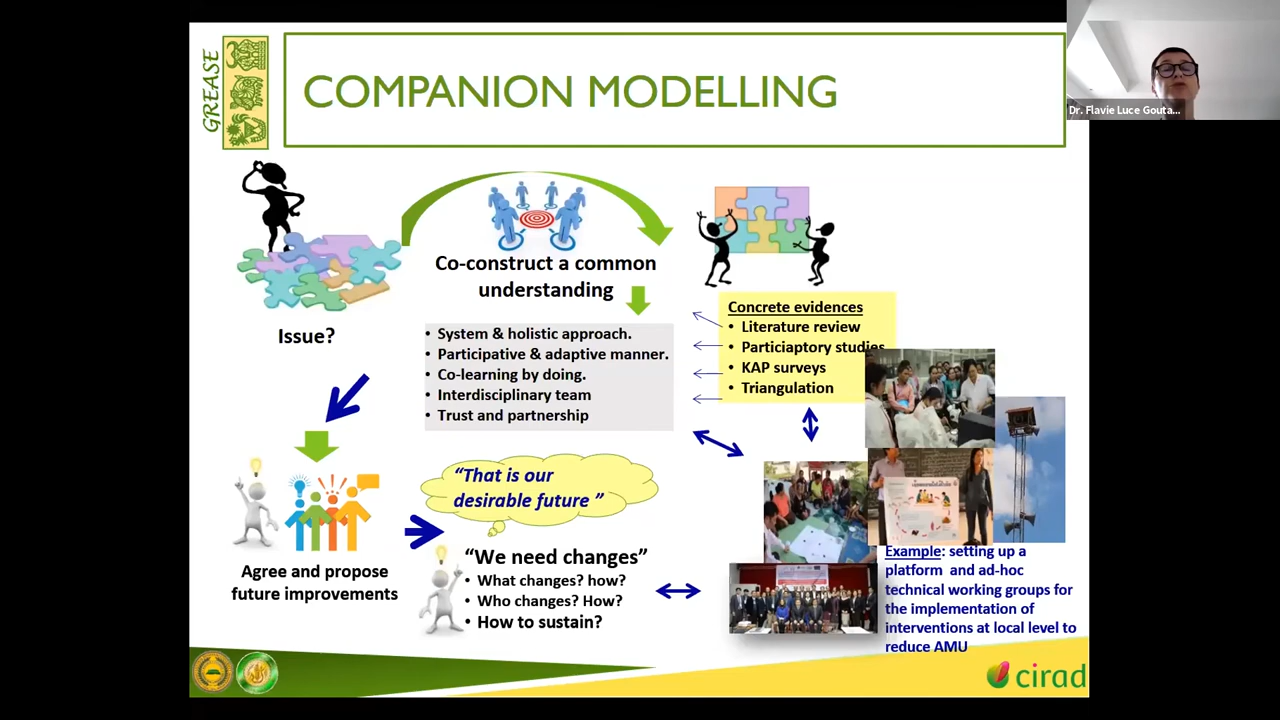 GREASE
COMPANION MODELLING
Dr. Flavie Luce Gouta...
Co-construct a common
understanding
Issue?
• System & holistic approach.
• Participative & adaptive manner.
• Co-learning by doing.
• Interdisciplinary team
• Trust and partnership
Concrete evidences
• Literature review
• Particiaptory studies
• KAP surveys
• Triangulation
Agree and propose
future improvements
“That is our
desirable future ”
“We need changes”
• What changes? how?
• Who changes? How?
• How to sustain?
Example: setting up a
platform and ad-hoc
technical working groups for
the implementation of
interventions at local level to
reduce AMU
cirad